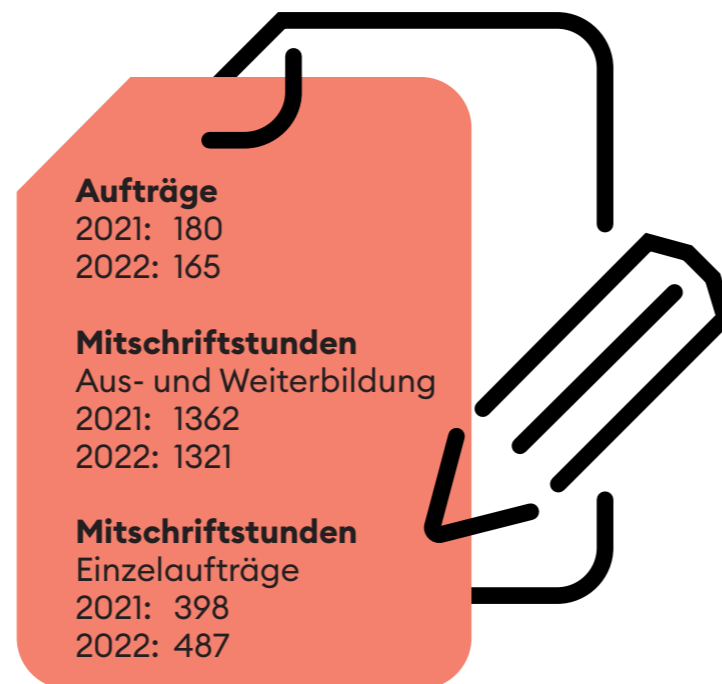 Aufträge
2021: 180
2022: 165
Mitschriftstunden
Aus- und Weiterbildung
2021: 1362
2022: 1321
Mitschriftstunden
Einzelaufträge
2021: 398
2022: 487